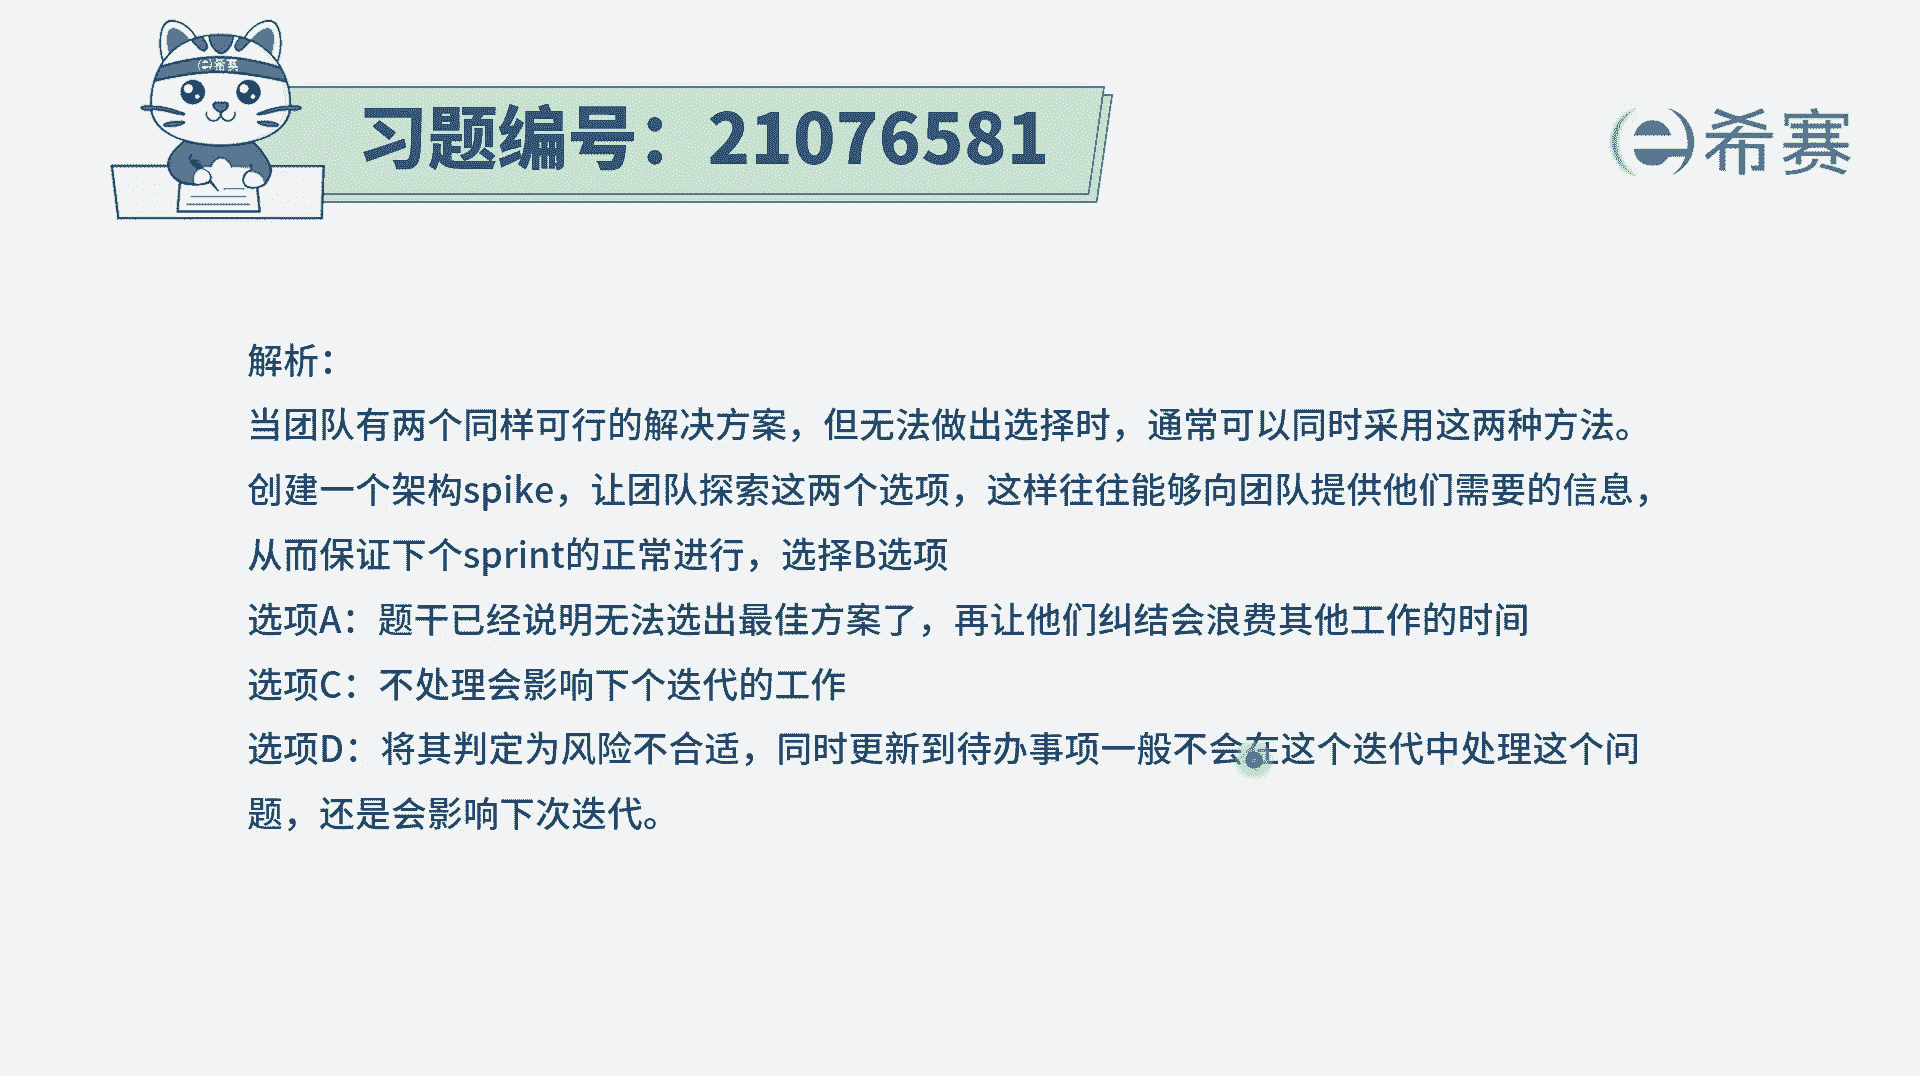 希赛
习题编号：21076581
希赛
解析：
当团队有两个同样可行的解决方案，但无法做出选择时，通常可以同时采用这两种方法。
创建一个架构spike，让团队探索这两个选项，这样往往能够向团队提供他们需要的信息，
从而保证下个sprint的正常进行，选择B选项
选项A：题干已经说明无法选出最佳方案了，再让他们纠结会浪费其他工作的时间
选项C：不处理会影响下个迭代的工作
选项D：将其判定为风险不合适，同时更新到待办事项一般不会在这个迭代中处理这个问
题，还是会影响下次迭代。